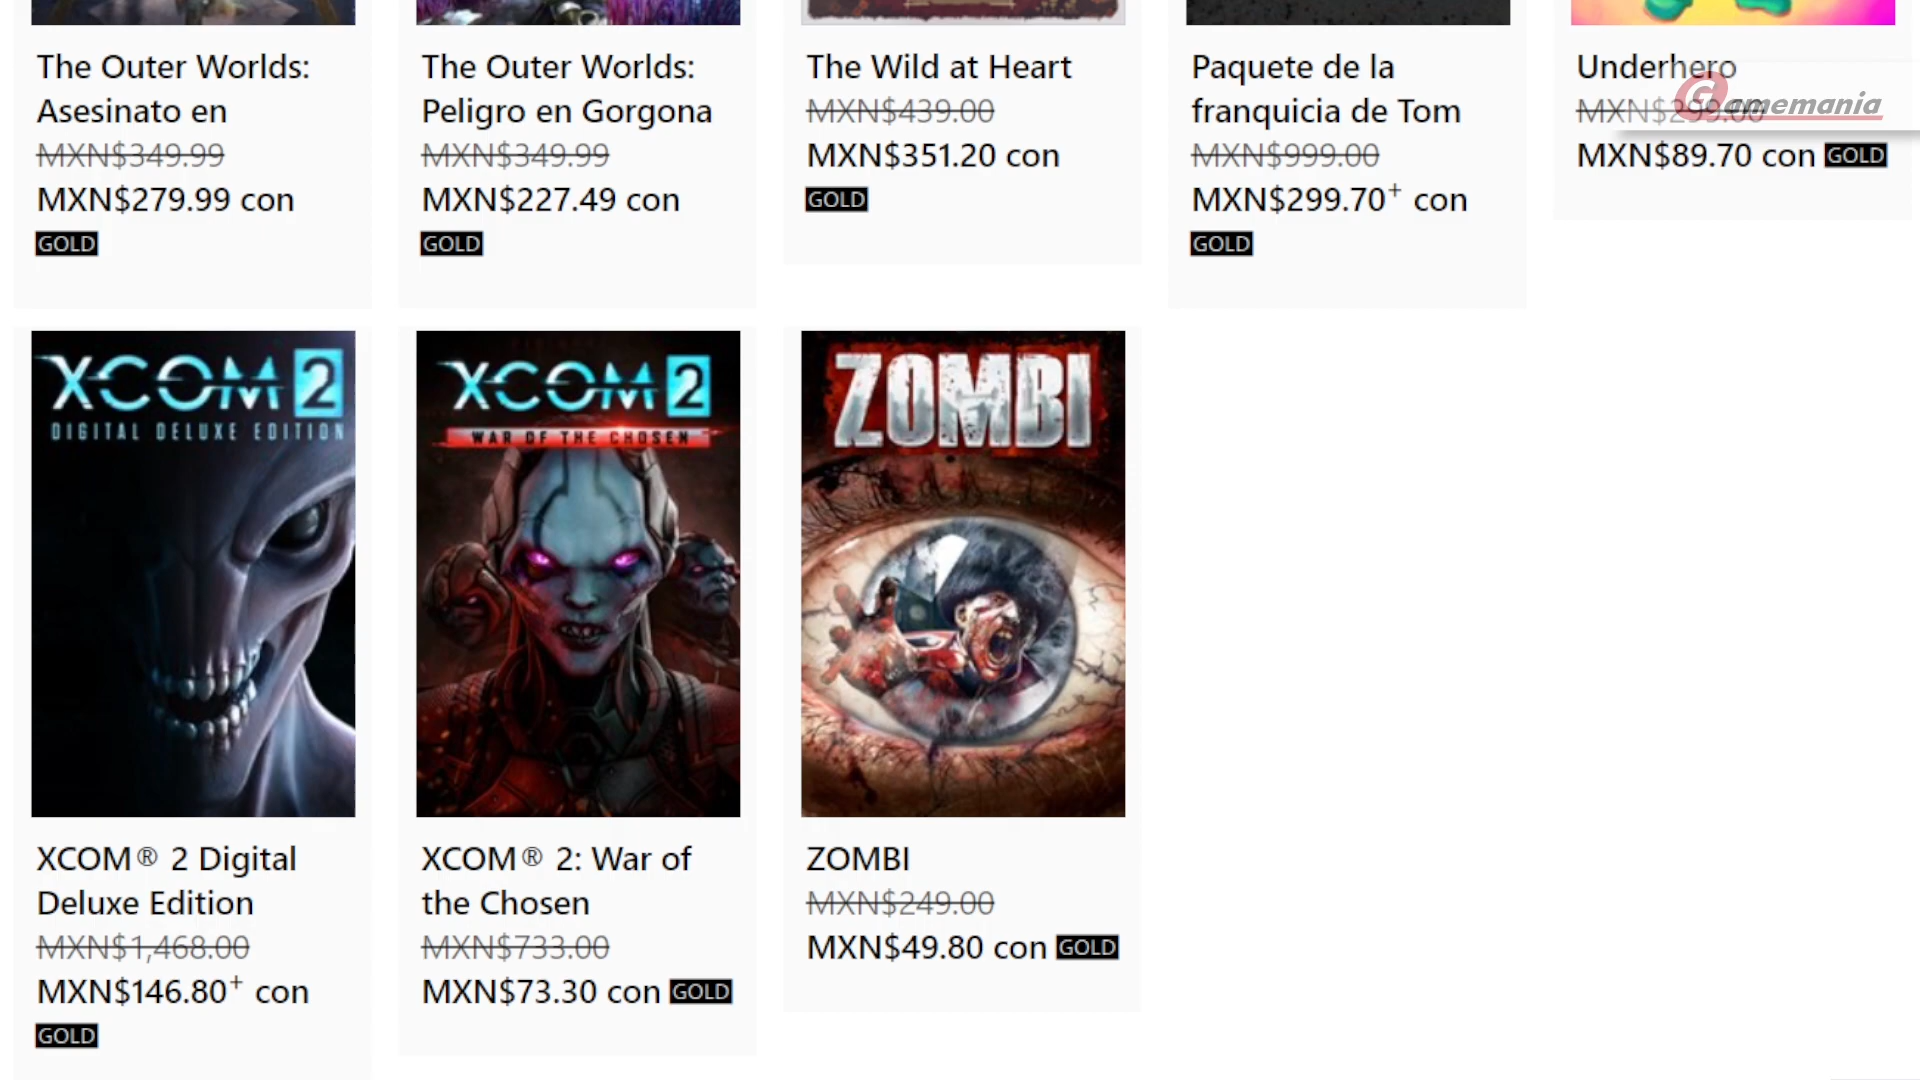 The Outer Worlds:
Asesinato en
MXN$349.99
MXN$279.99 con
GOLD
The Outer Worlds:
Peligro en Gorgona
MXN$349.99
MXN$227.49 con
GOLD
The Wild at Heart
MXN$439.00
MXN$351.20 con
GOLD
Paquete de la
franquicia de Tom
MXN$999.00
MXN$299.70+ con
GOLD
Underhero
MXN$299.00
MXN$89.70 con GOLD
Gamemania
XCOM 2
DIGITAL DELUXE EDITION
XCOM® 2 Digital
Deluxe Edition
MXN$1,468.00
MXN$146.80+ con
GOLD
XCOM 2
WAR OF THE CHOSEN
XCOM® 2: War of
the Chosen
MXN$733.00
MXN$73.30 con GOLD
ZOMBI
ZOMBI
MXN$249.00
MXN$49.80 con GOLD